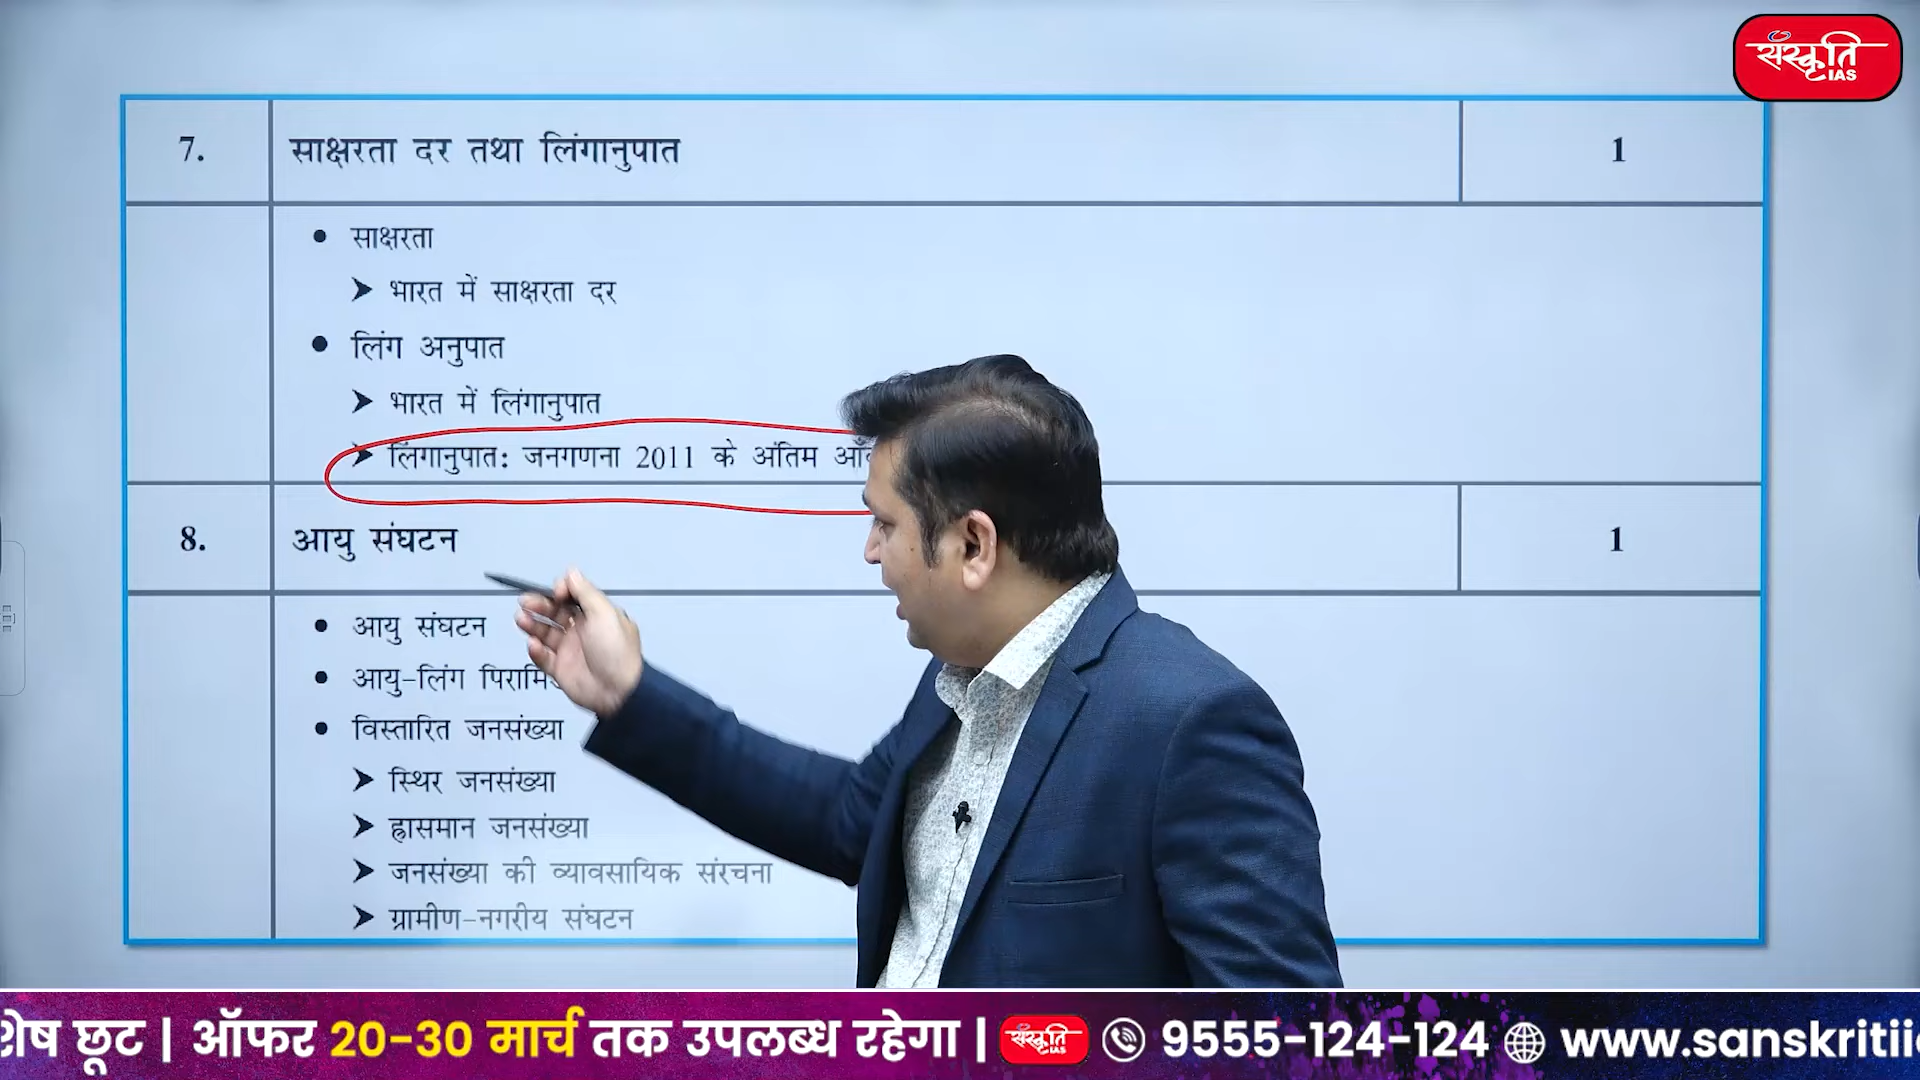 संस्कृति
IAS
7. साक्षरता दर तथा लिंगानुपात 1
• साक्षरता
➤ भारत में साक्षरता दर
• लिंग अनुपात
➤ भारत में लिंगानुपात
➤ लिंगानुपात: जनगणना 2011 के अंतिम
8. आयु संघटन 1
• आयु संघटन
• आयु-लिंग
• विस्तारित जनसंख्या
➤ स्थिर जनसंख्या
➤ ह्रासमान जनसंख्या
➤ जनसंख्या की व्यावसायिक संरचना
➤ ग्रामीण-नगरीय संघटन
छूट | ऑफर 20-30 मार्च तक उपलब्ध रहेगा | संस्कृति IAS 9555-124-124 www.sanskritii